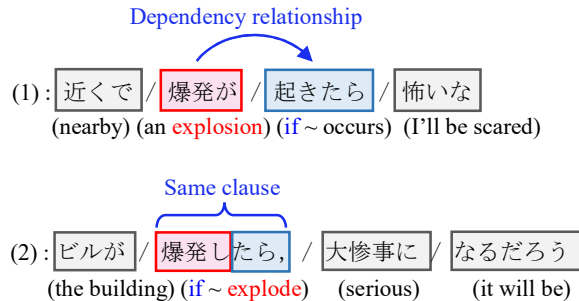 Dependency relationship
(1) : 近くで / 爆発が / 起きたら / 怖いな
(nearby) (an explosion) (if ~ occurs) (I'll be scared)
Same clause
(2) : ビルが / 爆発したら, / 大惨事に / なるだろう
(the building) (if ~ explode) (serious) (it will be)